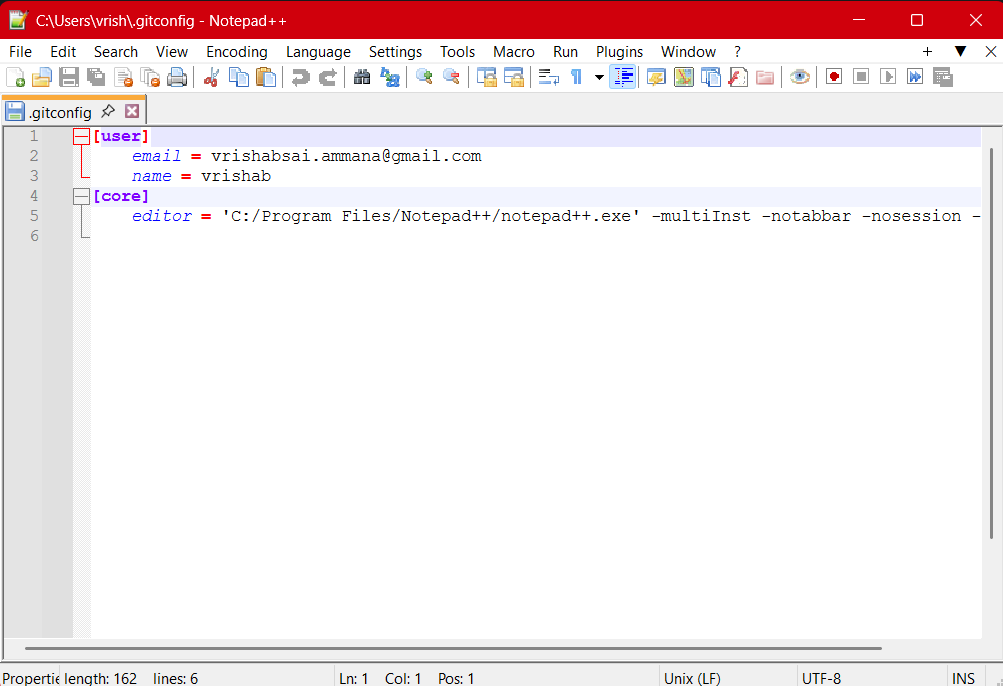 C:\Users\vrish\.gitconfig - Notepad++
File Edit Search View Encoding Language Settings Tools Macro Run Plugins Window ?
.gitconfig
1 [user]
2 email = vrishabsai.ammana@gmail.com
3 name = vrishab
4 [core]
5 editor = 'C:/Program Files/Notepad++/notepad++.exe' -multiInst -notabbar -nosession -
6
Propertie length: 162 lines: 6 Ln: 1 Col: 1 Pos: 1 Unix (LF) UTF-8 INS